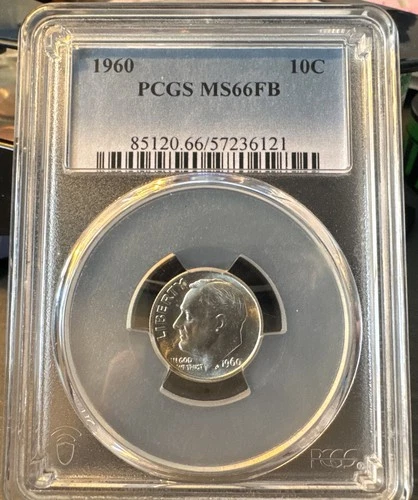 1960 10C
PCGS MS66FB
85120.66/57236121
LIBERTY
IN GOD
WE TRUST
1960
PCGS